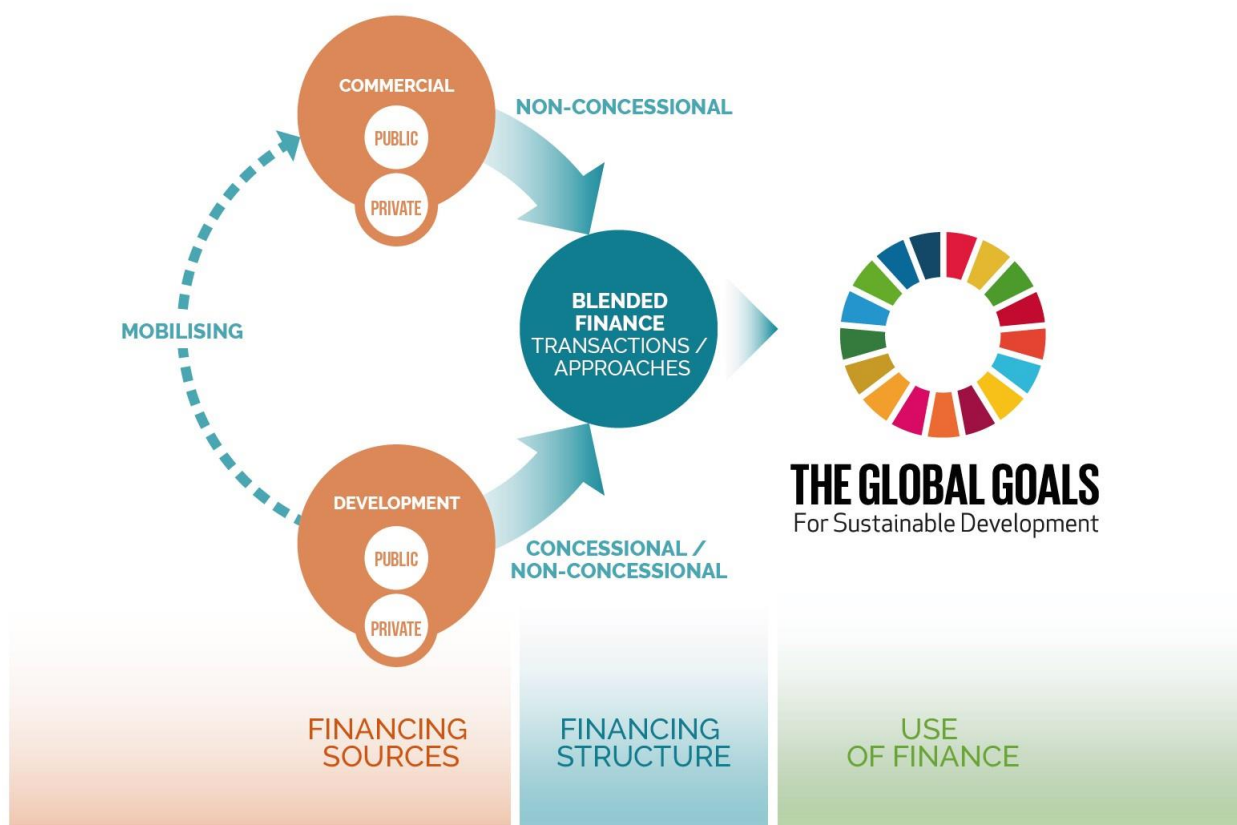 COMMERCIAL
PUBLIC
PRIVATE
NON-CONCESSIONAL
MOBILISING
BLENDED
FINANCE
TRANSACTIONS /
APPROACHES
DEVELOPMENT
PUBLIC
PRIVATE
CONCESSIONAL /
NON-CONCESSIONAL
THE GLOBAL GOALS
For Sustainable Development
FINANCING
SOURCES
FINANCING
STRUCTURE
USE
OF FINANCE